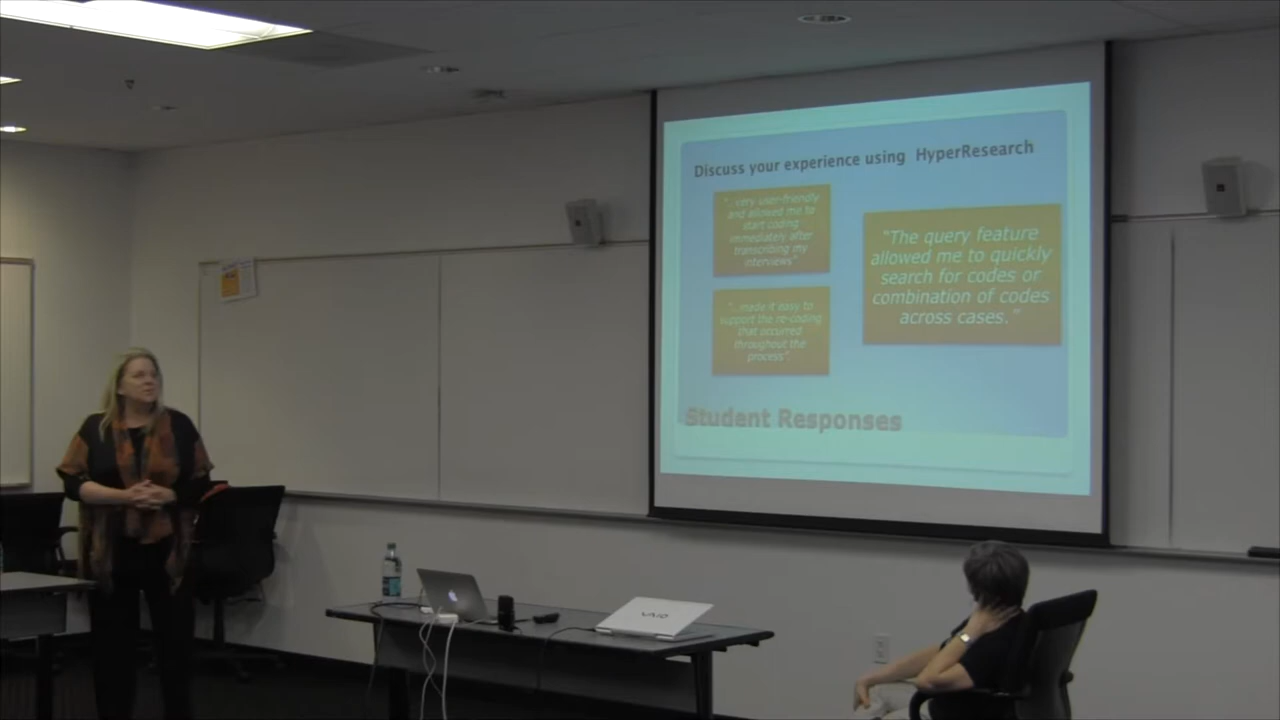 Discuss your experience using HyperResearch
"...very user-friendly
and allowed me to
start coding
immediately after
transcribing my
interviews"
"...made it easy to
support the re-coding
that occurred
throughout the
process".
"The query feature
allowed me to quickly
search for codes or
combination of codes
across cases."
Student Responses
VAIO